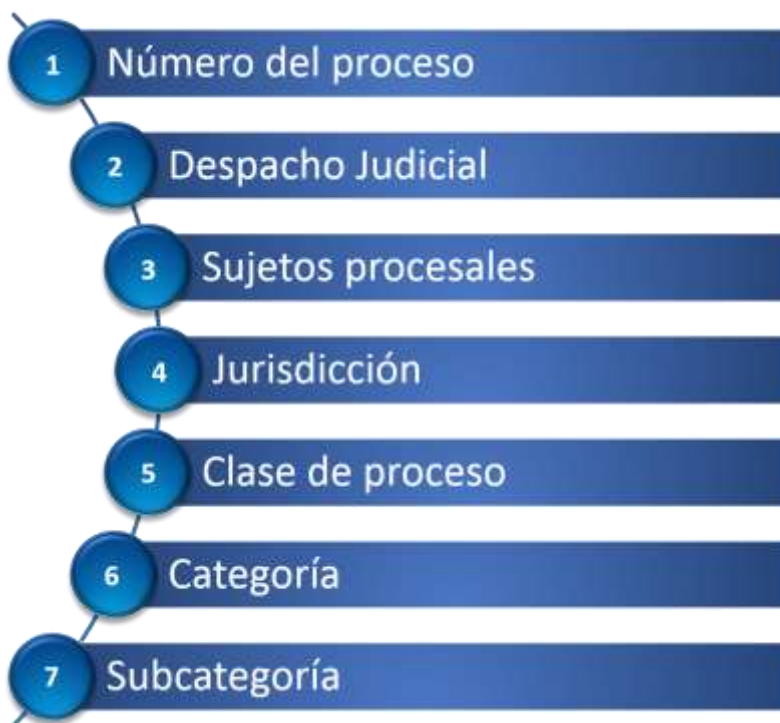 1 Número del proceso
2 Despacho Judicial
3 Sujetos procesales
4 Jurisdicción
5 Clase de proceso
6 Categoría
7 Subcategoría